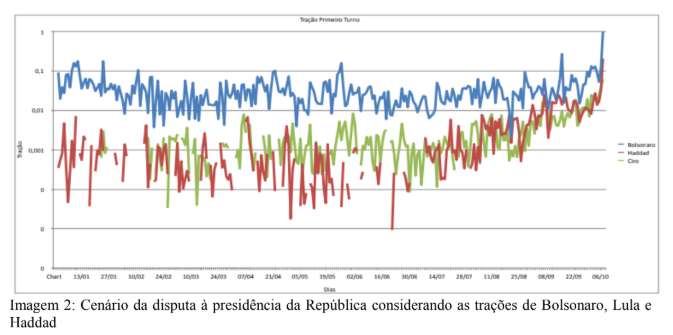 Tração Primeiro Turno
1
0,1
0,01
0,001
0
0
0
Tração
Chart 13/01 27/01 10/02 24/02 10/03 24/03 07/04 21/04 05/05 19/05 02/06 16/06 30/06 14/07 28/07 11/08 25/08 08/09 22/09 06/10
Dias
Bolsonaro
Haddad
Ciro
Imagem 2: Cenário da disputa à presidência da República considerando as trações de Bolsonaro, Lula e
Haddad